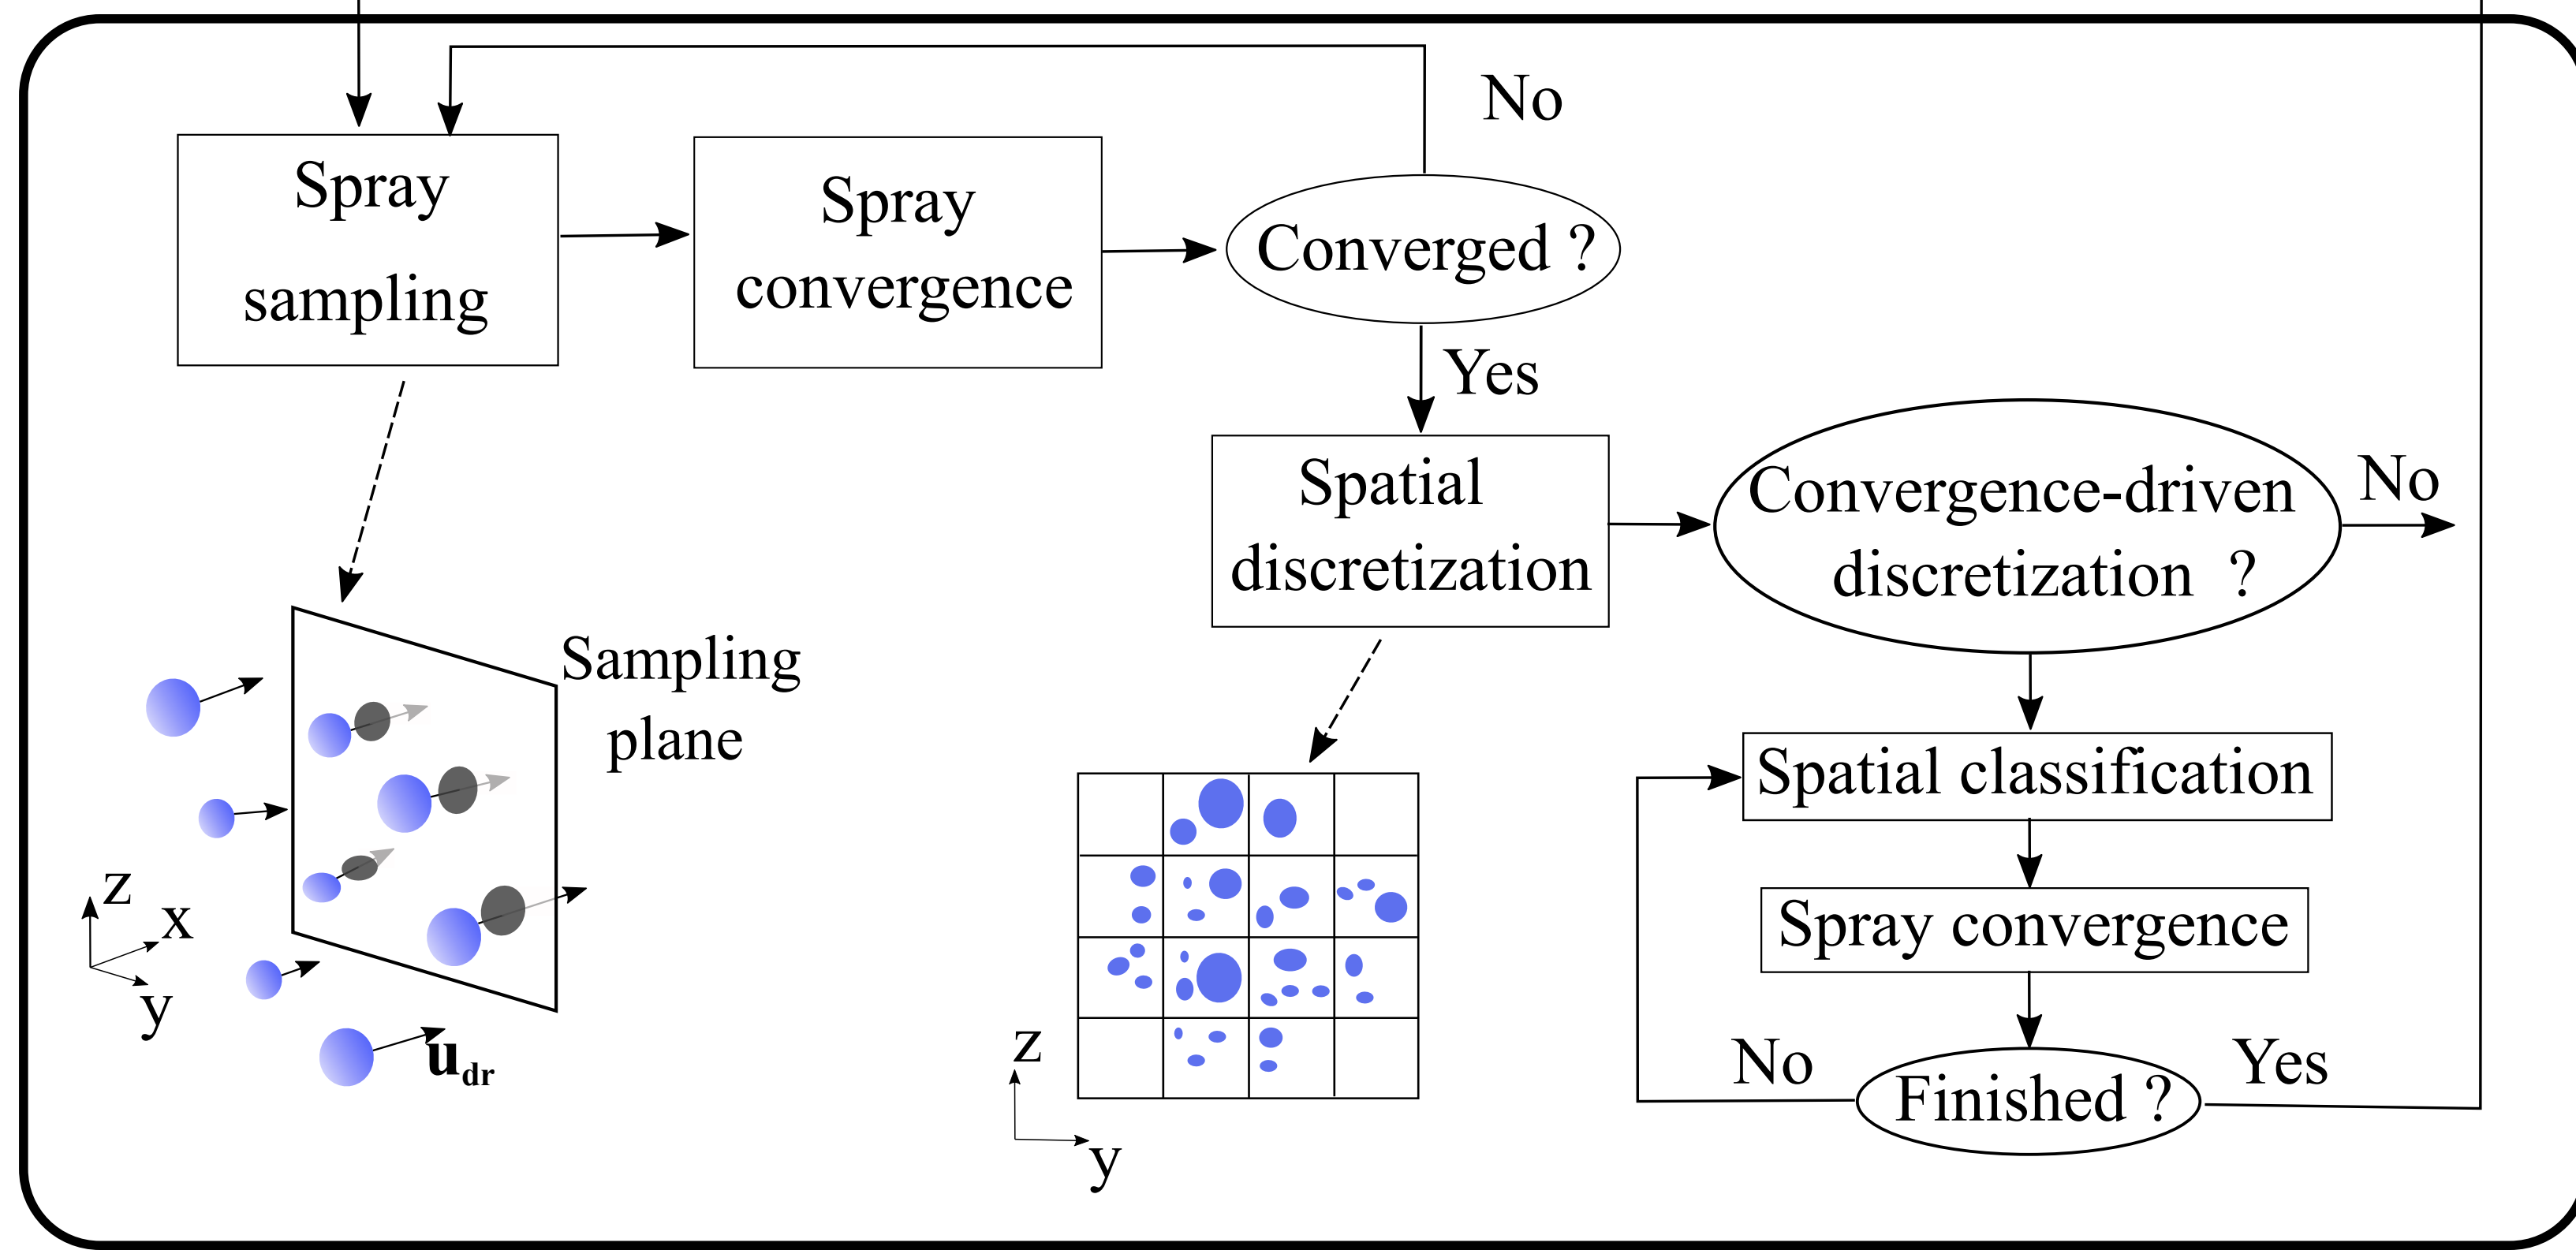 No
Spray
sampling
Spray
convergence
Converged ?
Yes
Spatial
discretization
Convergence-driven
discretization ?
No
Sampling
plane
Spatial classification
Spray convergence
z
x
y
u_dr
z
y
No
Finished ?
Yes